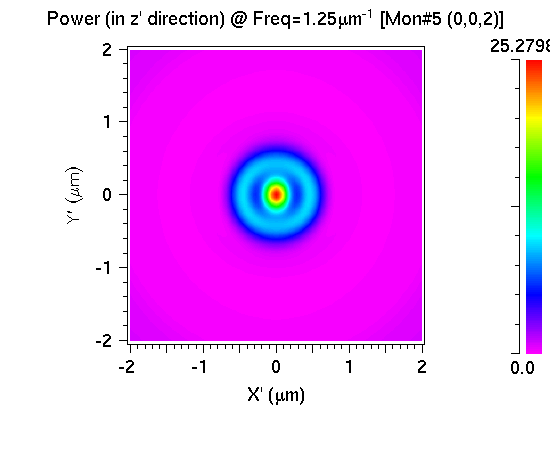 Power (in z' direction) @ Freq=1.25μm⁻¹ [Mon#5 (0,0,2)]
25.2798
2
1
0
-1
-2
Y' (μm)
-2 -1 0 1 2
X' (μm)
0.0